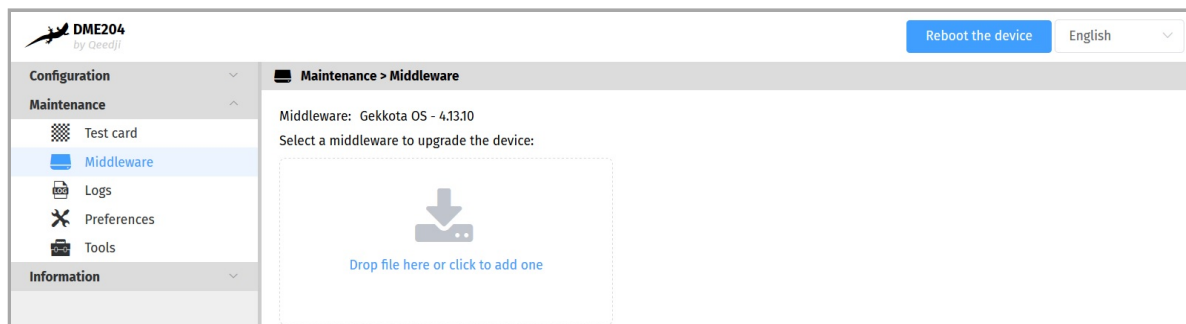 DME204
by Qeedji
Reboot the device
English
Configuration
Maintenance > Middleware
Maintenance
Middleware: Gekkota OS - 4.13.10
Test card
Select a middleware to upgrade the device:
Middleware
LOG
Logs
Preferences
Tools
Drop file here or click to add one
Information